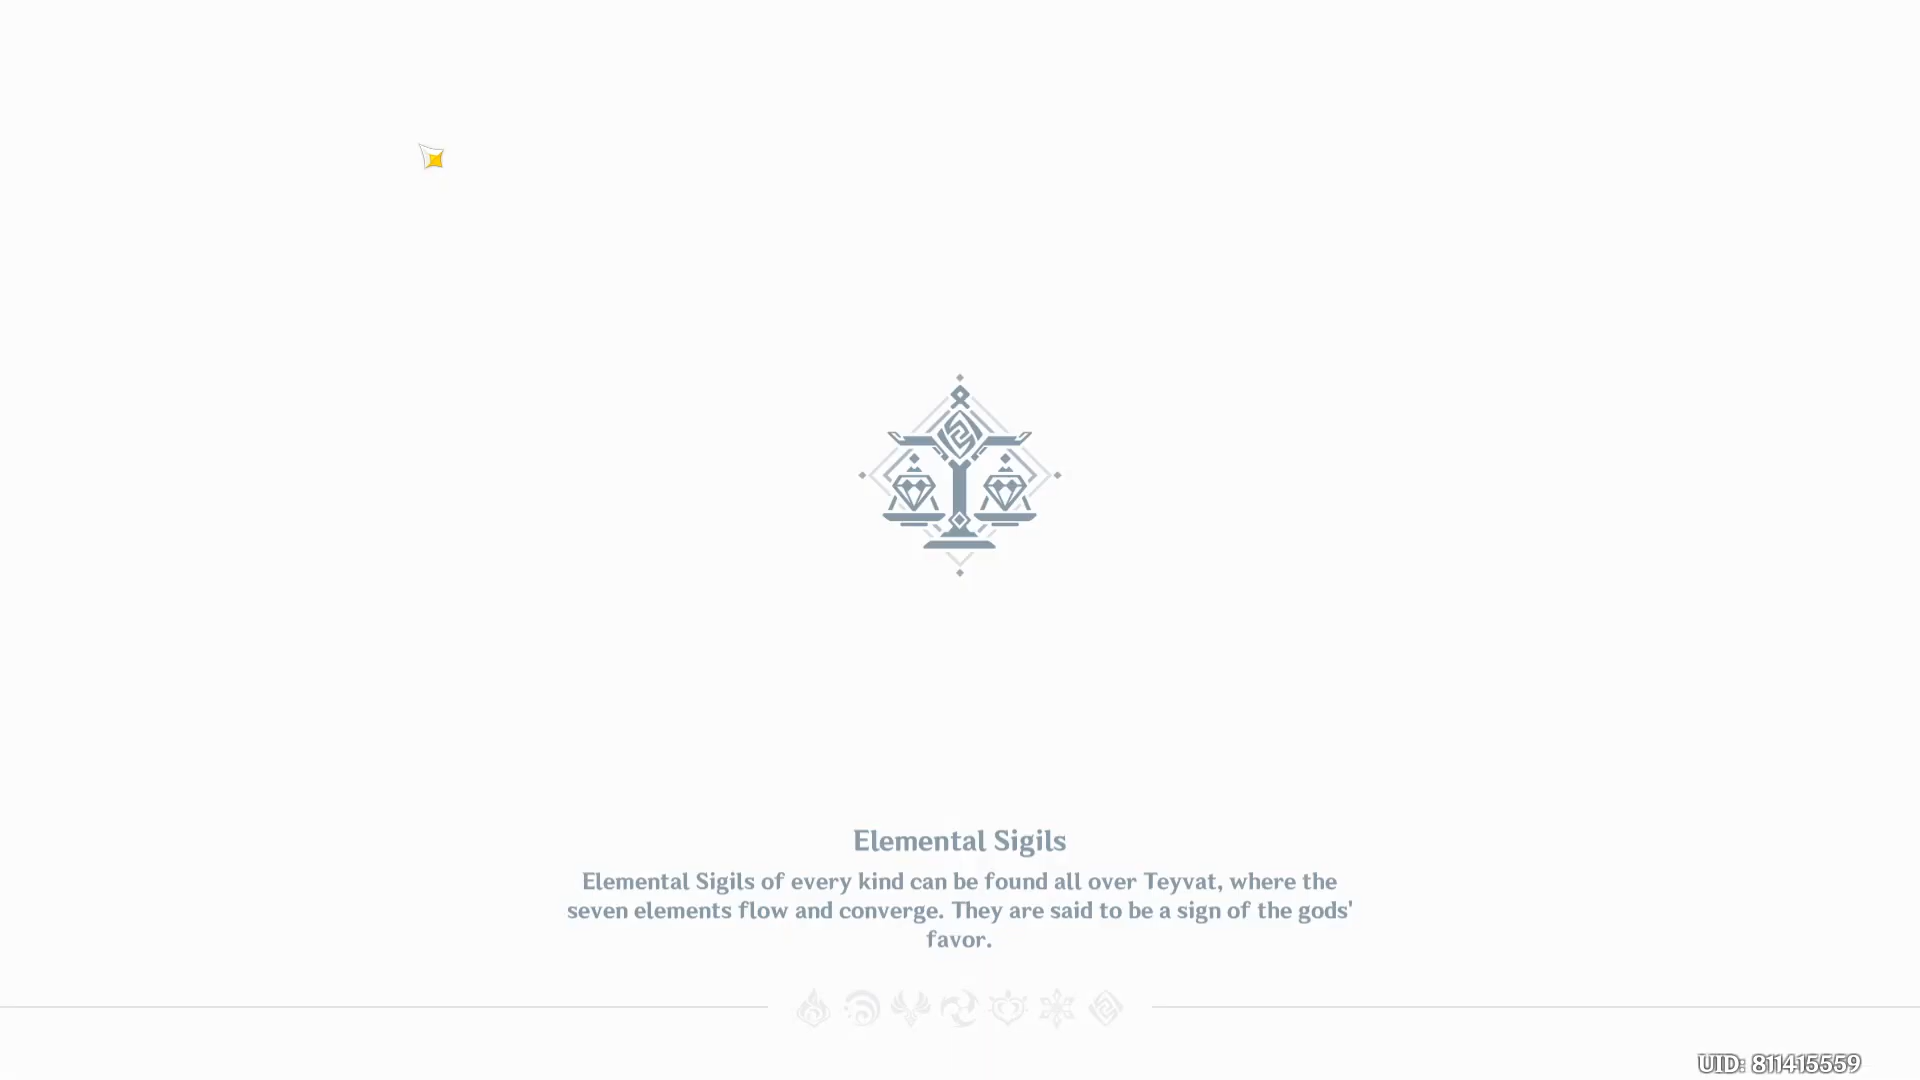 Elemental Sigils
Elemental Sigils of every kind can be found all over Teyvat, where the
seven elements flow and converge. They are said to be a sign of the gods'
favor.
UID: 811415559